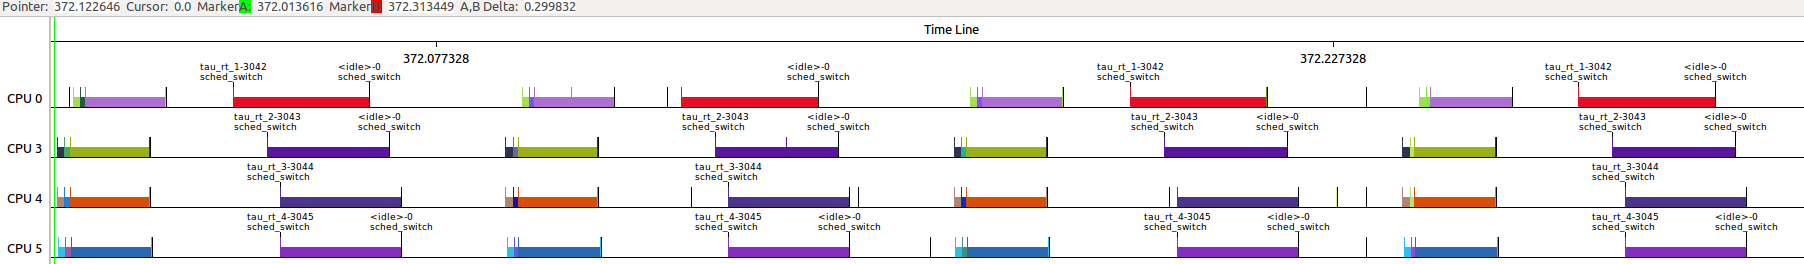 Pointer: 372.122646 Cursor: 0.0 MarkerA: 372.013616 Marker 372.313449 A,B Delta: 0.299832
Time Line
372.077328 372.227328
tau_rt_1-3042 <idle>-0 <idle>-0 tau_rt_1-3042 tau_rt_1-3042 <idle>-0
sched_switch sched_switch sched_switch sched_switch sched_switch sched_switch
CPU 0
tau_rt_2-3043 <idle>-0 tau_rt_2-3043 <idle>-0 tau_rt_2-3043 <idle>-0 tau_rt_2-3043 <idle>-0
sched_switch sched_switch sched_switch sched_switch sched_switch sched_switch sched_switch sched_switch
CPU 3
tau_rt_3-3044 tau_rt_3-3044 tau_rt_3-3044
sched_switch sched_switch sched_switch
CPU 4
tau_rt_4-3045 <idle>-0 tau_rt_4-3045 <idle>-0 tau_rt_4-3045 <idle>-0 tau_rt_4-3045 <idle>-0
sched_switch sched_switch sched_switch sched_switch sched_switch sched_switch sched_switch sched_switch
CPU 5